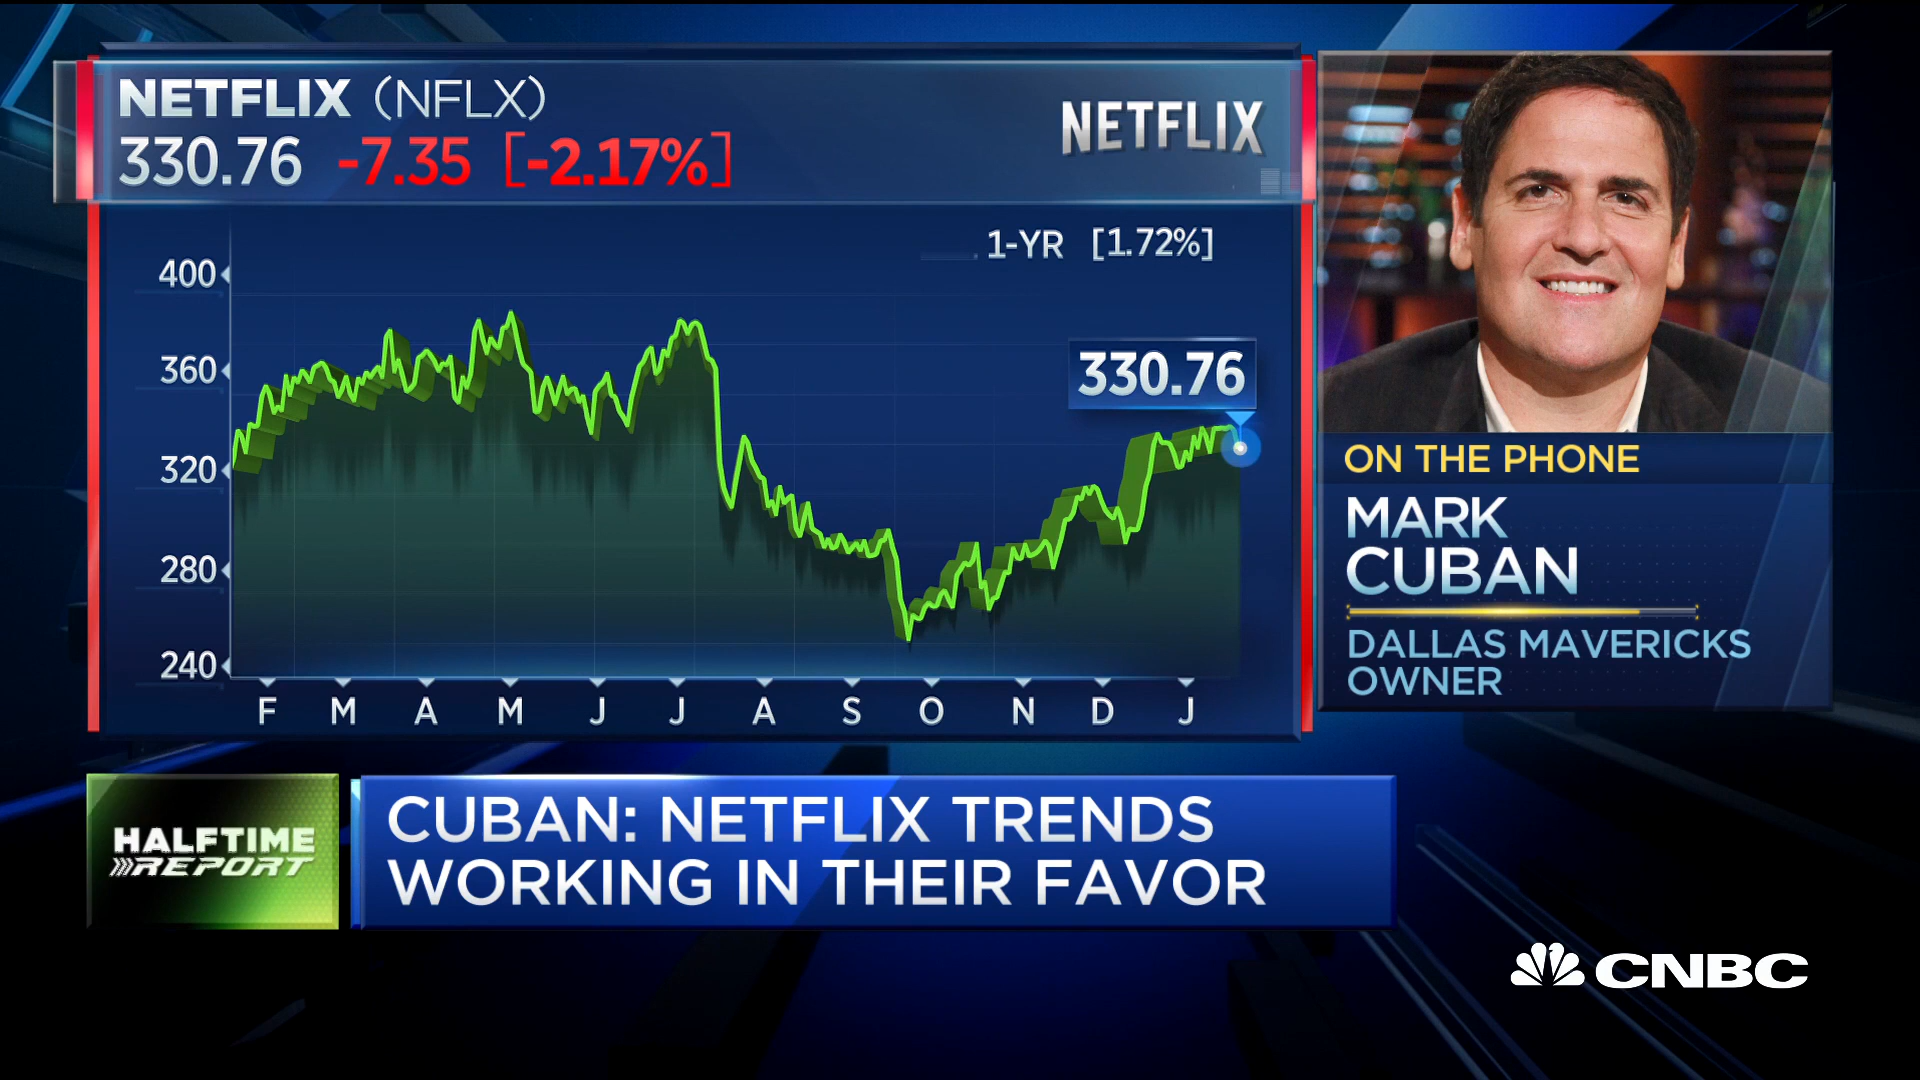 NETFLIX (NFLX)
330.76 -7.35 [-2.17%]
NETFLIX
1-YR [1.72%]
400
360
320
280
240
330.76
F M A M J J A S O N D J
ON THE PHONE
MARK
CUBAN
DALLAS MAVERICKS
OWNER
HALFTIME
REPORT
CUBAN: NETFLIX TRENDS
WORKING IN THEIR FAVOR
CNBC